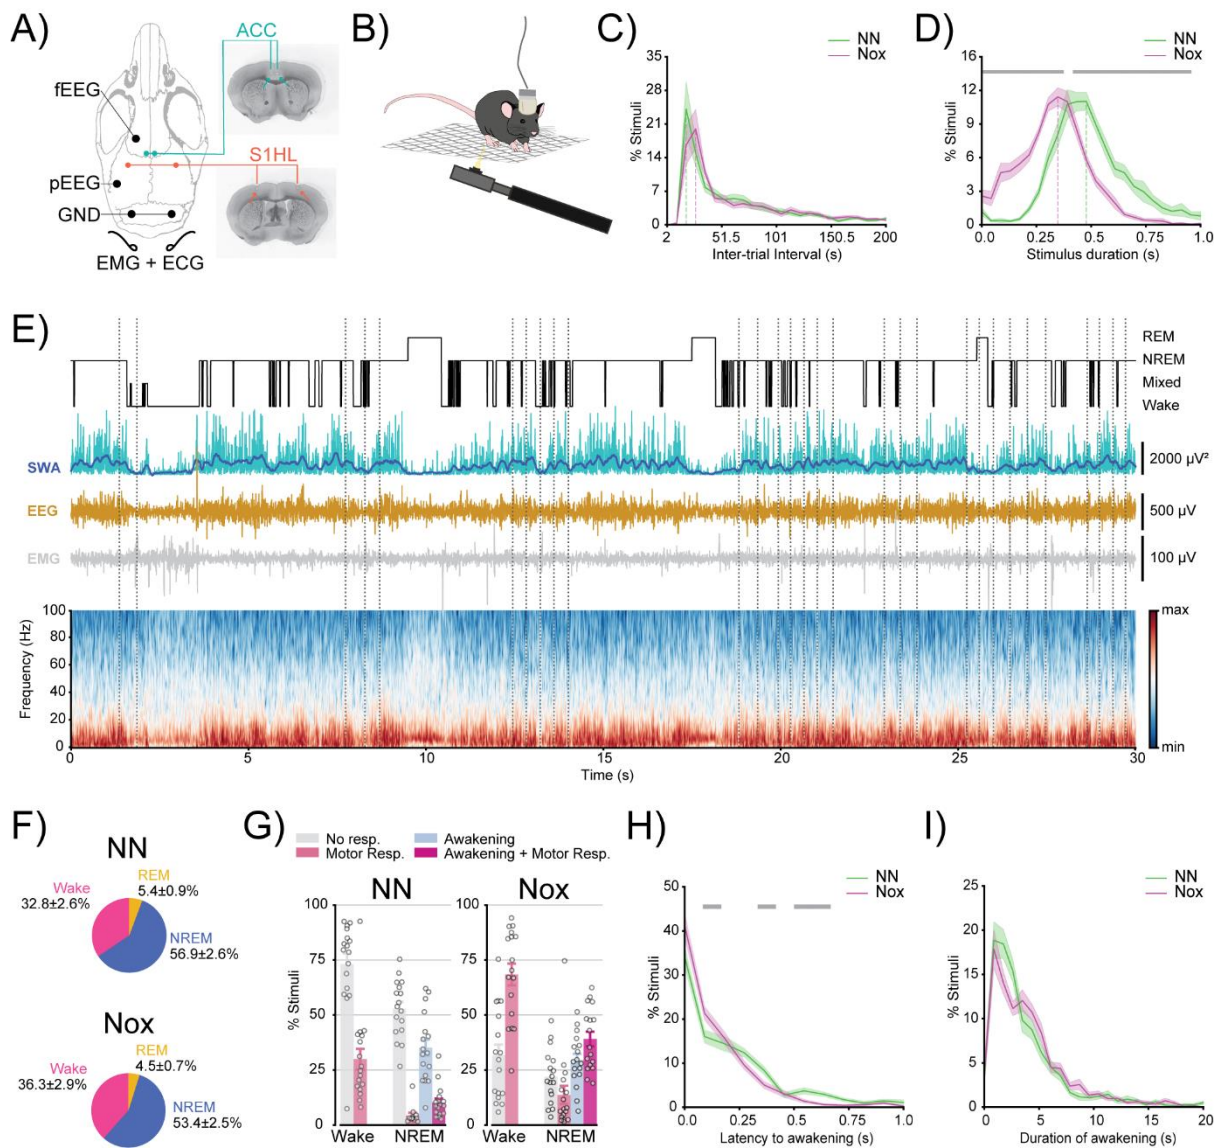 A)
ACC
fEEG
S1HL
pEEG
GND
EMG + ECG
B)
C)
NN
Nox
35
28
21
14
7
0
% Stimuli
2 51.5 101 150.5 200
Inter-trial Interval (s)
D)
NN
Nox
16
12
9
6
3
0
% Stimuli
0.0 0.25 0.5 0.75 1.0
Stimulus duration (s)
E)
REM
NREM
Mixed
Wake
SWA
2000 µV²
EEG
500 µV
EMG
100 µV
100
80
60
40
20
0
Frequency (Hz)
max
min
0 5 10 15 20 25 30
Time (s)
F)
NN
Wake
32.8±2.6%
REM
5.4±0.9%
NREM
56.9±2.6%
Nox
Wake
36.3±2.9%
REM
4.5±0.7%
NREM
53.4±2.5%
G)
No resp.
Awakening
Motor Resp.
Awakening + Motor Resp.
NN
Nox
100
75
50
25
0
% Stimuli
Wake NREM
100
75
50
25
0
Wake NREM
H)
NN
Nox
50
40
30
20
10
0
% Stimuli
0.0 0.25 0.5 0.75 1.0
Latency to awakening (s)
I)
NN
Nox
25
20
15
10
5
0
% Stimuli
0 5 10 15 20
Duration of awakening (s)